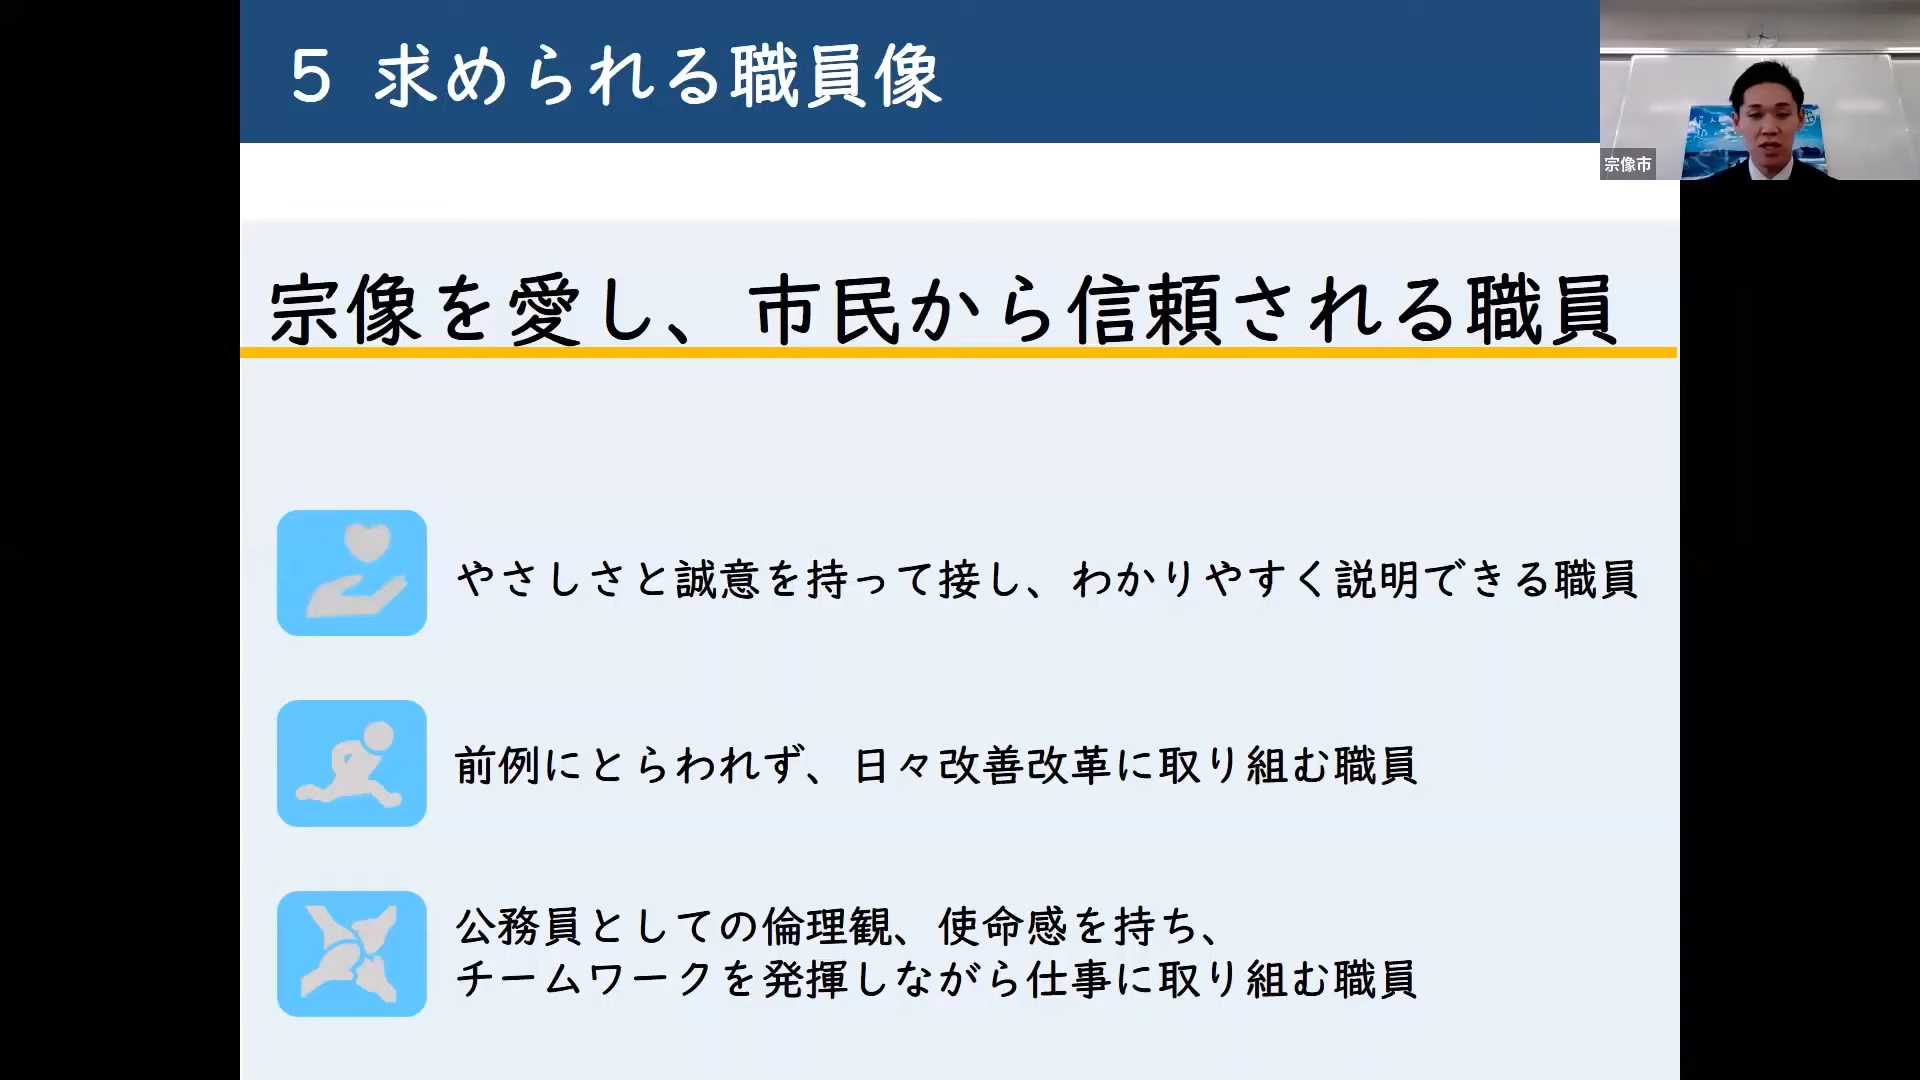 5 求められる職員像
宗像市
宗像を愛し、市民から信頼される職員
やさしさと誠意を持って接し、わかりやすく説明できる職員
前例にとらわれず、日々改善改革に取り組む職員
公務員としての倫理観、使命感を持ち、
チームワークを発揮しながら仕事に取り組む職員